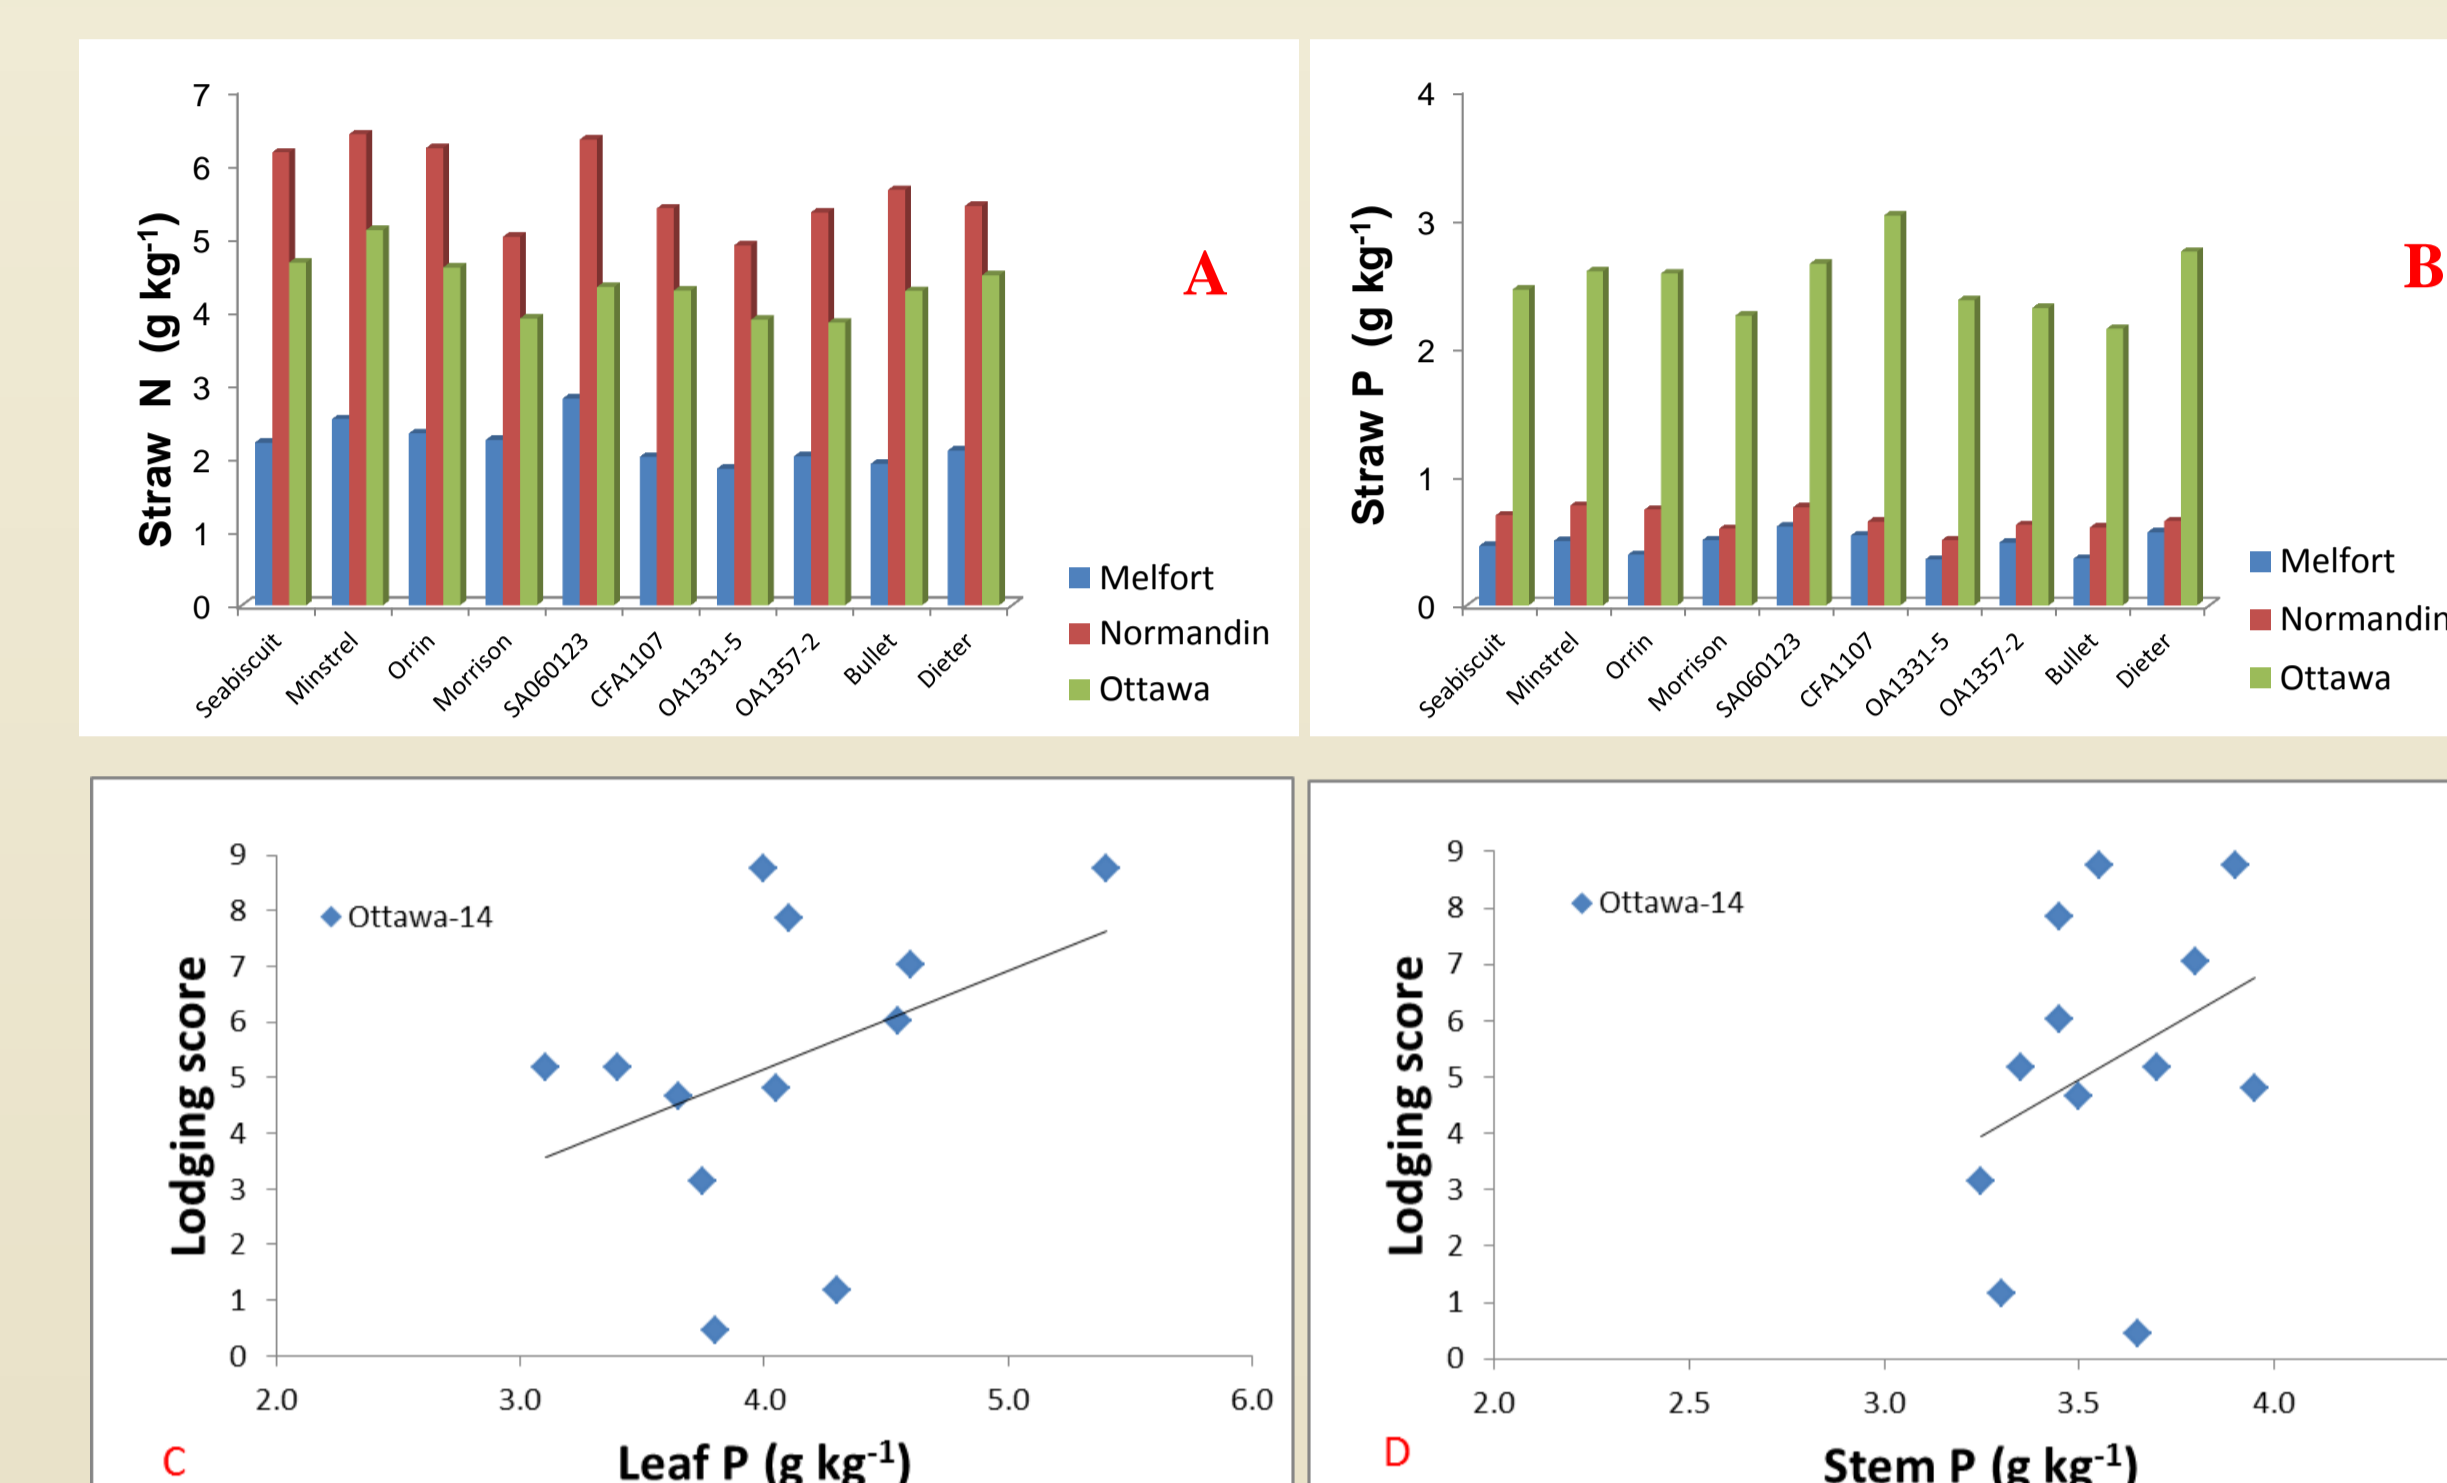 7
6
5
4
3
2
1
0
Straw N (g kg-1)
Seabiscuit
Minstrel
Orrin
Morrison
SA060123
CFA1107
OA1331-5
OA1357-2
Bullet
Dieter
A
Melfort
Normandin
Ottawa
4
3
2
1
0
Straw P (g kg-1)
Seabiscuit
Minstrel
Orrin
Morrison
SA060123
CFA1107
OA1331-5
OA1357-2
Bullet
Dieter
B
Melfort
Normandin
Ottawa
9
8
7
6
5
4
3
2
1
0
Lodging score
Ottawa-14
2.0 3.0 4.0 5.0 6.0
C
Leaf P (g kg-1)
9
8
7
6
5
4
3
2
1
0
Lodging score
Ottawa-14
2.0 2.5 3.0 3.5 4.0
D
Stem P (g kg-1)